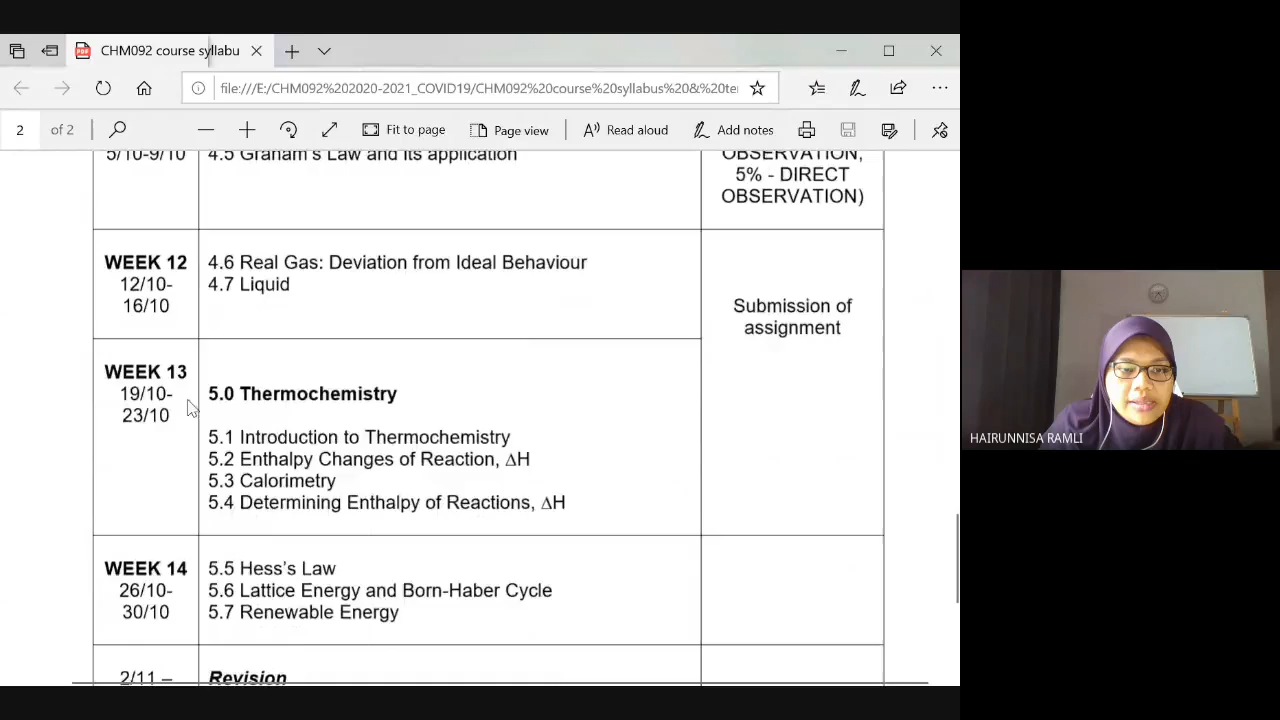 CHM092 course syllabu
file:///E:/CHM092%202020-2021_COVID19/CHM092%20course%20syllabus%20&%20te
2 of 2
Fit to page
Page view
Read aloud
Add notes
5/10-9/10
4.5 Graham's Law and its application
OBSERVATION,
5% - DIRECT
OBSERVATION)
WEEK 12
12/10-
16/10
4.6 Real Gas: Deviation from Ideal Behaviour
4.7 Liquid
Submission of
assignment
WEEK 13
19/10-
23/10
5.0 Thermochemistry
5.1 Introduction to Thermochemistry
5.2 Enthalpy Changes of Reaction, ∆H
5.3 Calorimetry
5.4 Determining Enthalpy of Reactions, ∆H
WEEK 14
26/10-
30/10
5.5 Hess's Law
5.6 Lattice Energy and Born-Haber Cycle
5.7 Renewable Energy
2/11 –
Revision
HAIRUNNISA RAMLI